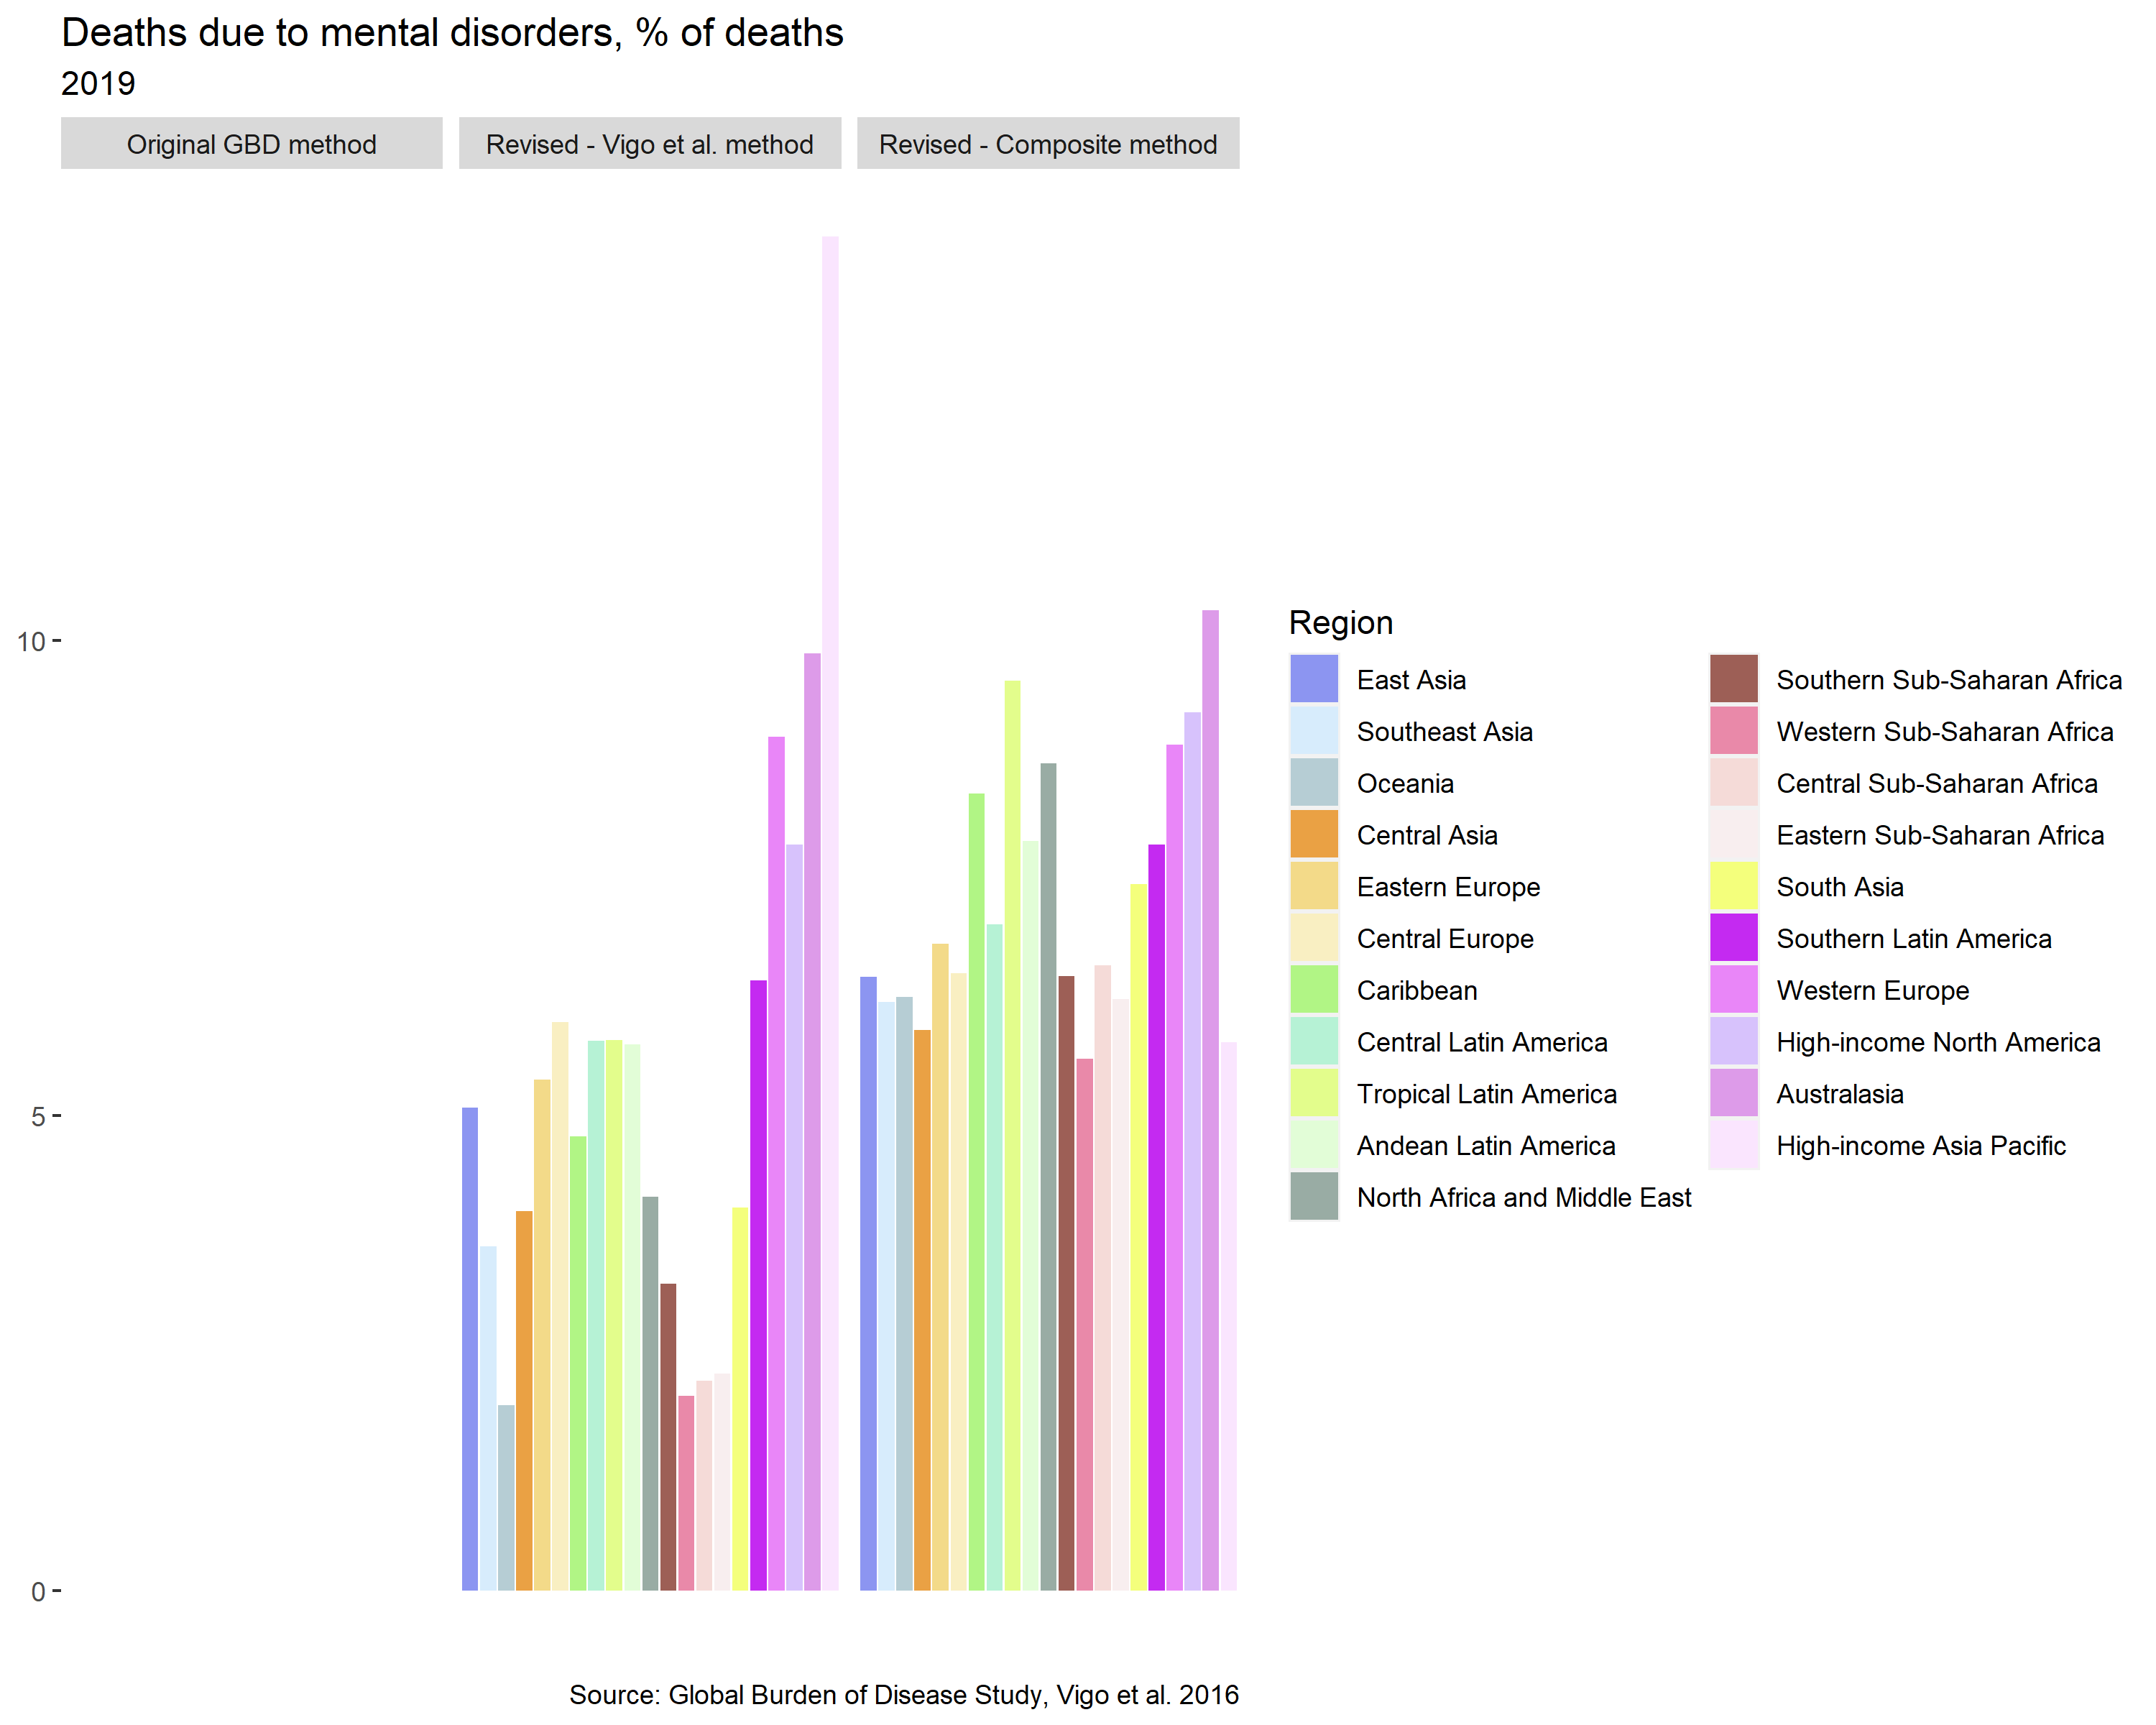 Deaths due to mental disorders, % of deaths
2019
Original GBD method
Revised - Vigo et al. method
Revised - Composite method
10
5
0
Region
East Asia
Southeast Asia
Oceania
Central Asia
Eastern Europe
Central Europe
Caribbean
Central Latin America
Tropical Latin America
Andean Latin America
North Africa and Middle East
Southern Sub-Saharan Africa
Western Sub-Saharan Africa
Central Sub-Saharan Africa
Eastern Sub-Saharan Africa
South Asia
Southern Latin America
Western Europe
High-income North America
Australasia
High-income Asia Pacific
Source: Global Burden of Disease Study, Vigo et al. 2016